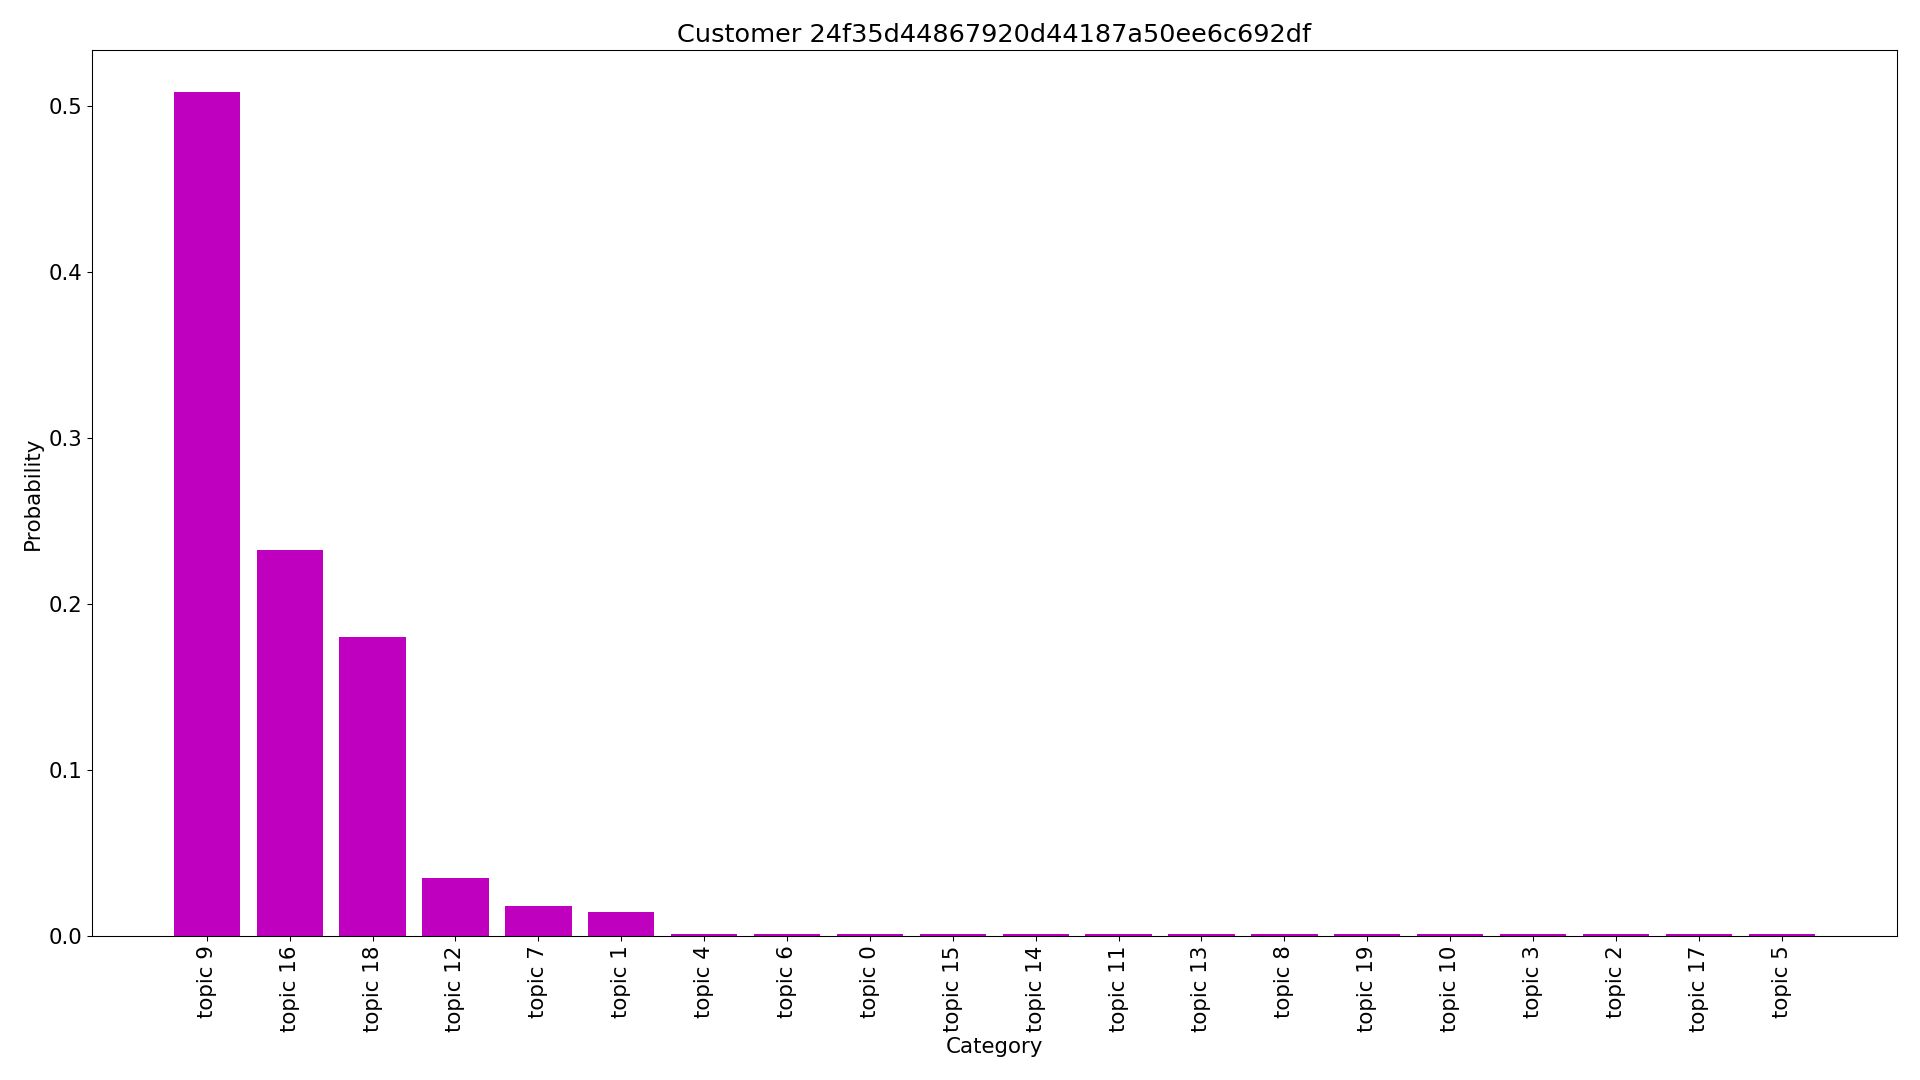 Customer 24f35d44867920d44187a50ee6c692df
Probability
0.5
0.4
0.3
0.2
0.1
0.0
topic 9
topic 16
topic 18
topic 12
topic 7
topic 1
topic 4
topic 6
topic 0
topic 15
topic 14
topic 11
topic 13
topic 8
topic 19
topic 10
topic 3
topic 2
topic 17
topic 5
Category